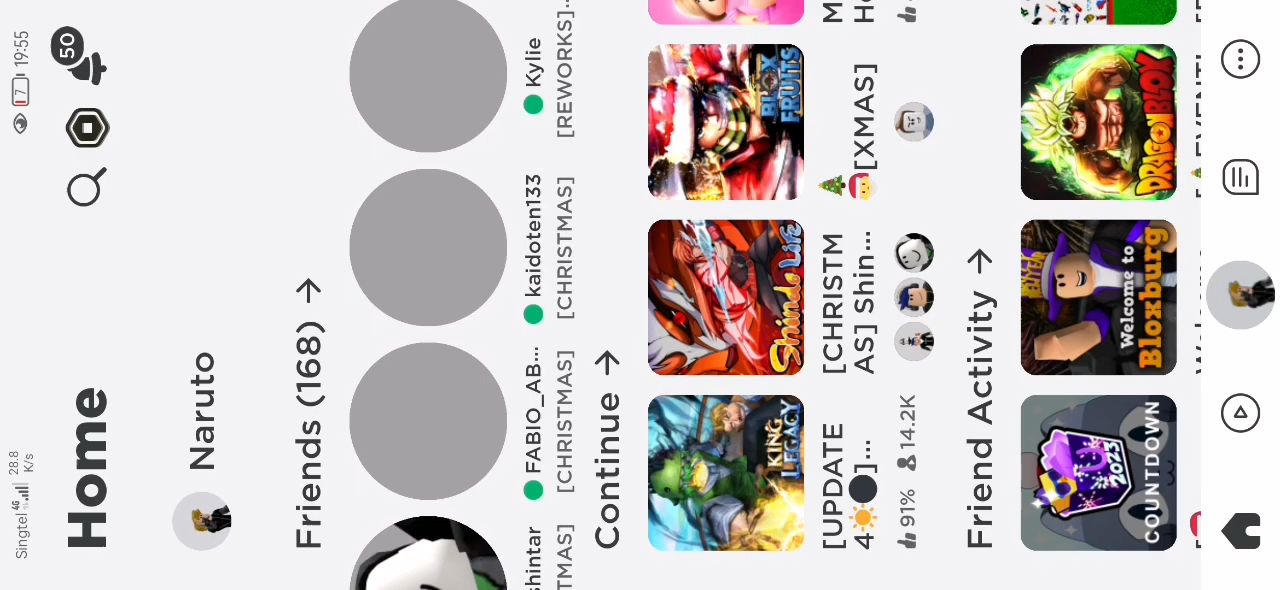 Singtel 4G 28.8 K/s 7 19:55
Home 50
Naruto
Friends (168) →
shintar FABIO_AB... kaidoten133 Kylie
TMAS] [CHRISTMAS] [CHRISTMAS] [REWORKS]...
Continue →
KING LEGACY
Shindo Life
BLOX FRUITS
[UPDATE
4☀️🌑]...
[CHRISTM
AS] Shin...
🎄🎅[XMAS]
91% 14.2K
Friend Activity →
2023
COUNTDOWN
Welcome to
Bloxburg
DRAGON BLOX